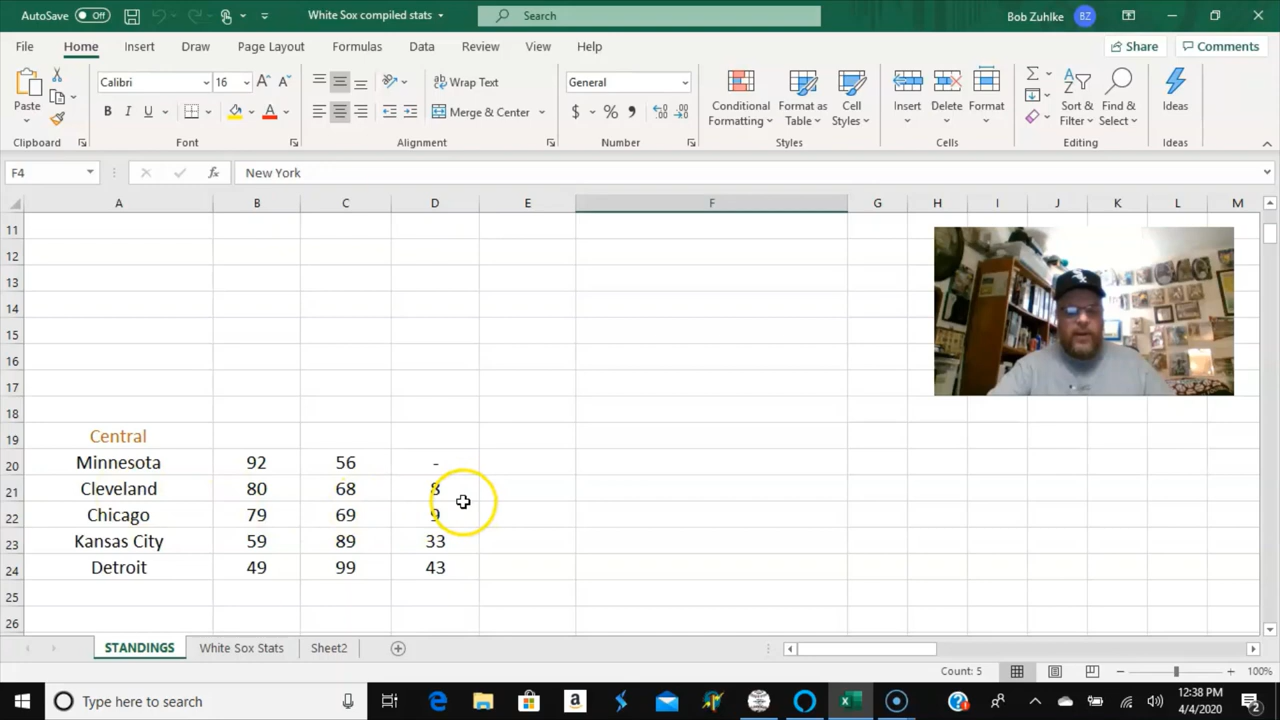 AutoSave Off White Sox compiled stats Search Bob Zuhlke BZ
File Home Insert Draw Page Layout Formulas Data Review View Help Share Comments
Paste Calibri 16 A A Wrap Text General Conditional Formatting Format as Table Cell Styles Insert Delete Format Sort & Filter Find & Select Ideas
B I U A Merge & Center $ % ,
Clipboard Font Alignment Number Styles Cells Editing Ideas
F4 fx New York
A B C D E F G H I J K L M
11
12
13
14
15
16
17
18
19 Central
20 Minnesota 92 56 -
21 Cleveland 80 68 8
22 Chicago 79 69 9
23 Kansas City 59 89 33
24 Detroit 49 99 43
25
26
STANDINGS White Sox Stats Sheet2
Count: 5 100%
Type here to search 12:38 PM
4/4/2020 2